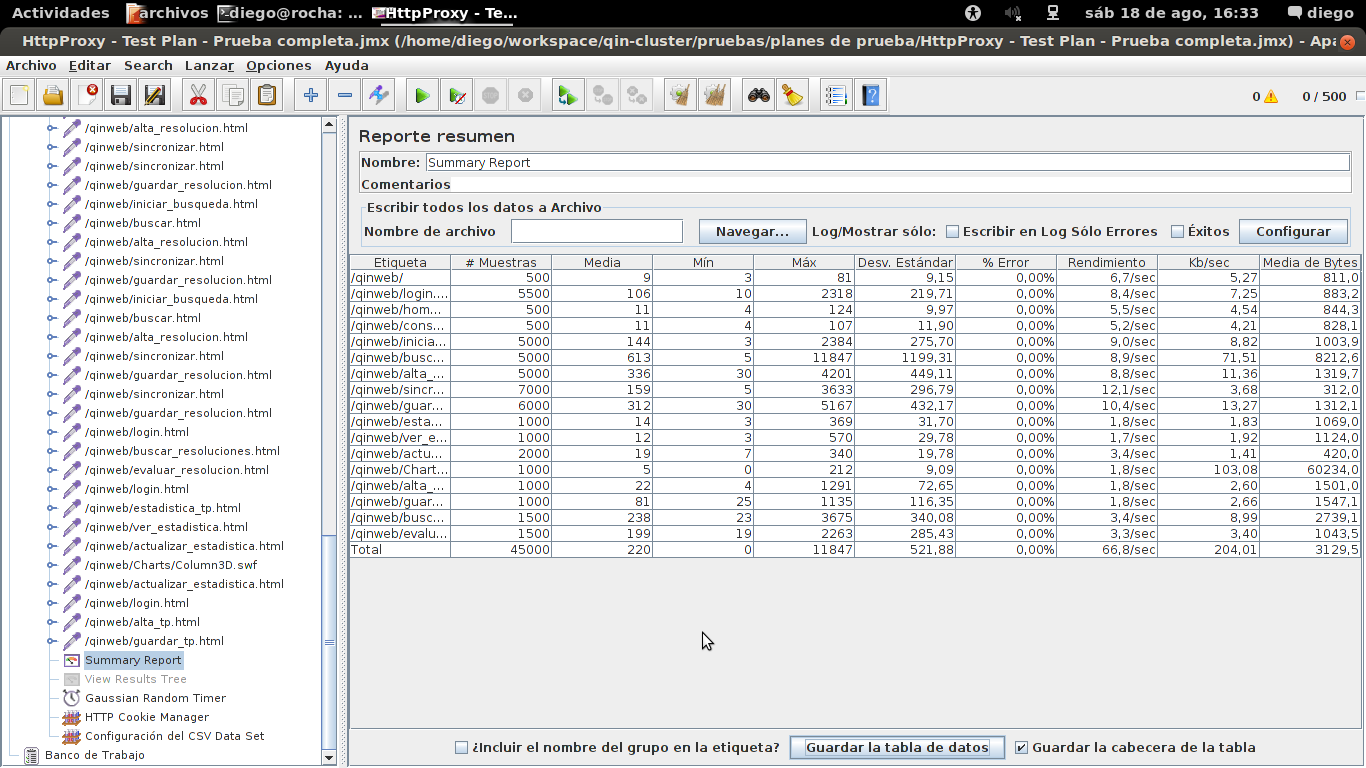 Actividades archivos diego@rocha: ... HttpProxy - Te... sáb 18 de ago, 16:33 diego
HttpProxy - Test Plan - Prueba completa.jmx (/home/diego/workspace/qin-cluster/pruebas/planes de prueba/HttpProxy - Test Plan - Prueba completa.jmx) - Apa
Archivo Editar Search Lanzar Opciones Ayuda
0 0 / 500
/qinweb/alta_resolucion.html
/qinweb/sincronizar.html
/qinweb/sincronizar.html
/qinweb/guardar_resolucion.html
/qinweb/iniciar_busqueda.html
/qinweb/buscar.html
/qinweb/alta_resolucion.html
/qinweb/sincronizar.html
/qinweb/guardar_resolucion.html
/qinweb/iniciar_busqueda.html
/qinweb/buscar.html
/qinweb/alta_resolucion.html
/qinweb/sincronizar.html
/qinweb/guardar_resolucion.html
/qinweb/sincronizar.html
/qinweb/guardar_resolucion.html
/qinweb/login.html
/qinweb/buscar_resoluciones.html
/qinweb/evaluar_resolucion.html
/qinweb/login.html
/qinweb/estadistica_tp.html
/qinweb/ver_estadistica.html
/qinweb/actualizar_estadistica.html
/qinweb/Charts/Column3D.swf
/qinweb/actualizar_estadistica.html
/qinweb/login.html
/qinweb/alta_tp.html
/qinweb/guardar_tp.html
Summary Report
View Results Tree
Gaussian Random Timer
HTTP Cookie Manager
Configuración del CSV Data Set
Banco de Trabajo
Reporte resumen
Nombre: Summary Report
Comentarios
Escribir todos los datos a Archivo
Nombre de archivo Navegar... Log/Mostrar sólo: Escribir en Log Sólo Errores Éxitos Configurar
Etiqueta # Muestras Media Mín Máx Desv. Estándar % Error Rendimiento Kb/sec Media de Bytes
/qinweb/ 500 9 3 81 9,15 0,00% 6,7/sec 5,27 811,0
/qinweb/login.... 5500 106 10 2318 219,71 0,00% 8,4/sec 7,25 883,2
/qinweb/hom... 500 11 4 124 9,97 0,00% 5,5/sec 4,54 844,3
/qinweb/cons... 500 11 4 107 11,90 0,00% 5,2/sec 4,21 828,1
/qinweb/inicia... 5000 144 3 2384 275,70 0,00% 9,0/sec 8,82 1003,9
/qinweb/busc... 5000 613 5 11847 1199,31 0,00% 8,9/sec 71,51 8212,6
/qinweb/alta_... 5000 336 30 4201 449,11 0,00% 8,8/sec 11,36 1319,7
/qinweb/sincr... 7000 159 5 3633 296,79 0,00% 12,1/sec 3,68 312,0
/qinweb/guar... 6000 312 30 5167 432,17 0,00% 10,4/sec 13,27 1312,1
/qinweb/esta... 1000 14 3 369 31,70 0,00% 1,8/sec 1,83 1069,0
/qinweb/ver_e... 1000 12 3 570 29,78 0,00% 1,7/sec 1,92 1124,0
/qinweb/actu... 2000 19 7 340 19,78 0,00% 3,4/sec 1,41 420,0
/qinweb/Chart... 1000 5 0 212 9,09 0,00% 1,8/sec 103,08 60234,0
/qinweb/alta_... 1000 22 4 1291 72,65 0,00% 1,8/sec 2,60 1501,0
/qinweb/guar... 1000 81 25 1135 116,35 0,00% 1,8/sec 2,66 1547,1
/qinweb/busc... 1500 238 23 3675 340,08 0,00% 3,4/sec 8,99 2739,1
/qinweb/evalu... 1500 199 19 2263 285,43 0,00% 3,3/sec 3,40 1043,5
Total 45000 220 0 11847 521,88 0,00% 66,8/sec 204,01 3129,5
¿Incluir el nombre del grupo en la etiqueta? Guardar la tabla de datos Guardar la cabecera de la tabla